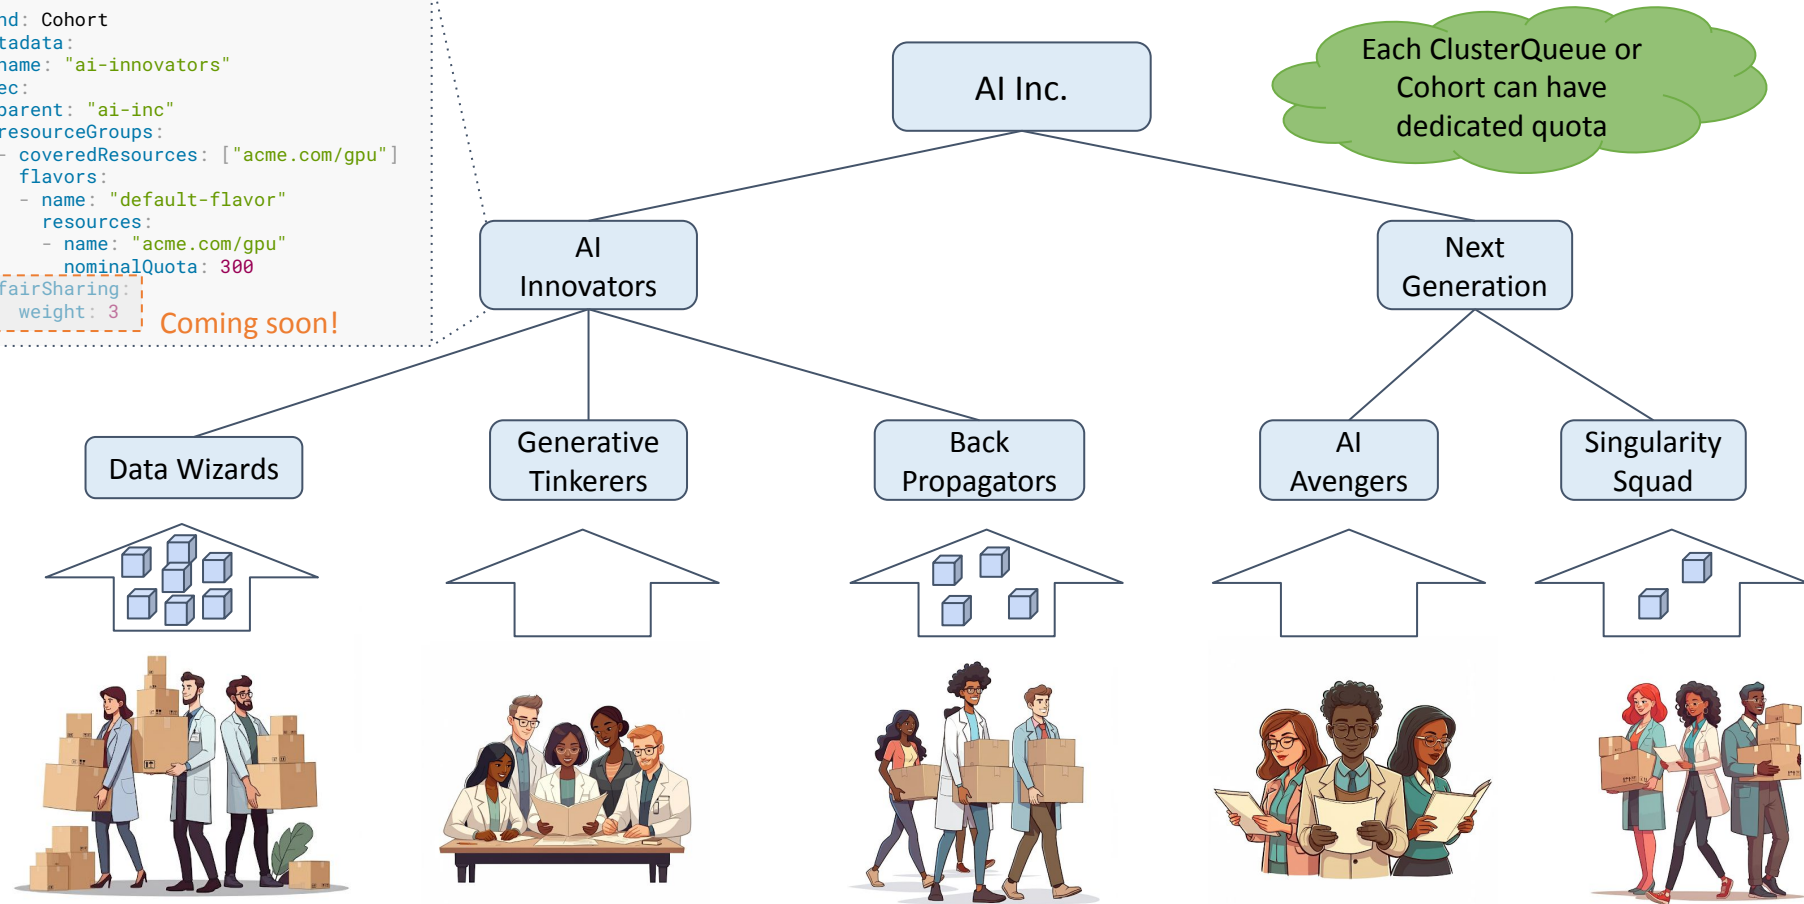 nd: Cohort
tadata:
name: "ai-innovators"
ec:
parent: "ai-inc"
resourceGroups:
- coveredResources: ["acme.com/gpu"]
flavors:
- name: "default-flavor"
resources:
- name: "acme.com/gpu"
nominalQuota: 300
fairSharing:
weight: 3
Coming soon!
AI Inc.
Each ClusterQueue or
Cohort can have
dedicated quota
AI
Innovators
Next
Generation
Data Wizards
Generative
Tinkerers
Back
Propagators
AI
Avengers
Singularity
Squad